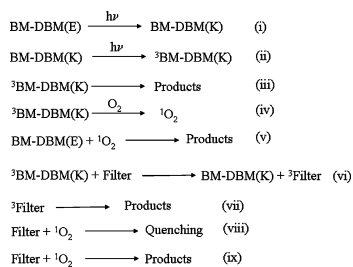 BM-DBM(E) hν BM-DBM(K) (i)
BM-DBM(K) hν ³BM-DBM(K) (ii)
³BM-DBM(K) Products (iii)
³BM-DBM(K) O₂ ¹O₂ (iv)
BM-DBM(E) + ¹O₂ Products (v)
³BM-DBM(K) + Filter BM-DBM(K) + ³Filter (vi)
³Filter Products (vii)
Filter + ¹O₂ Quenching (viii)
Filter + ¹O₂ Products (ix)